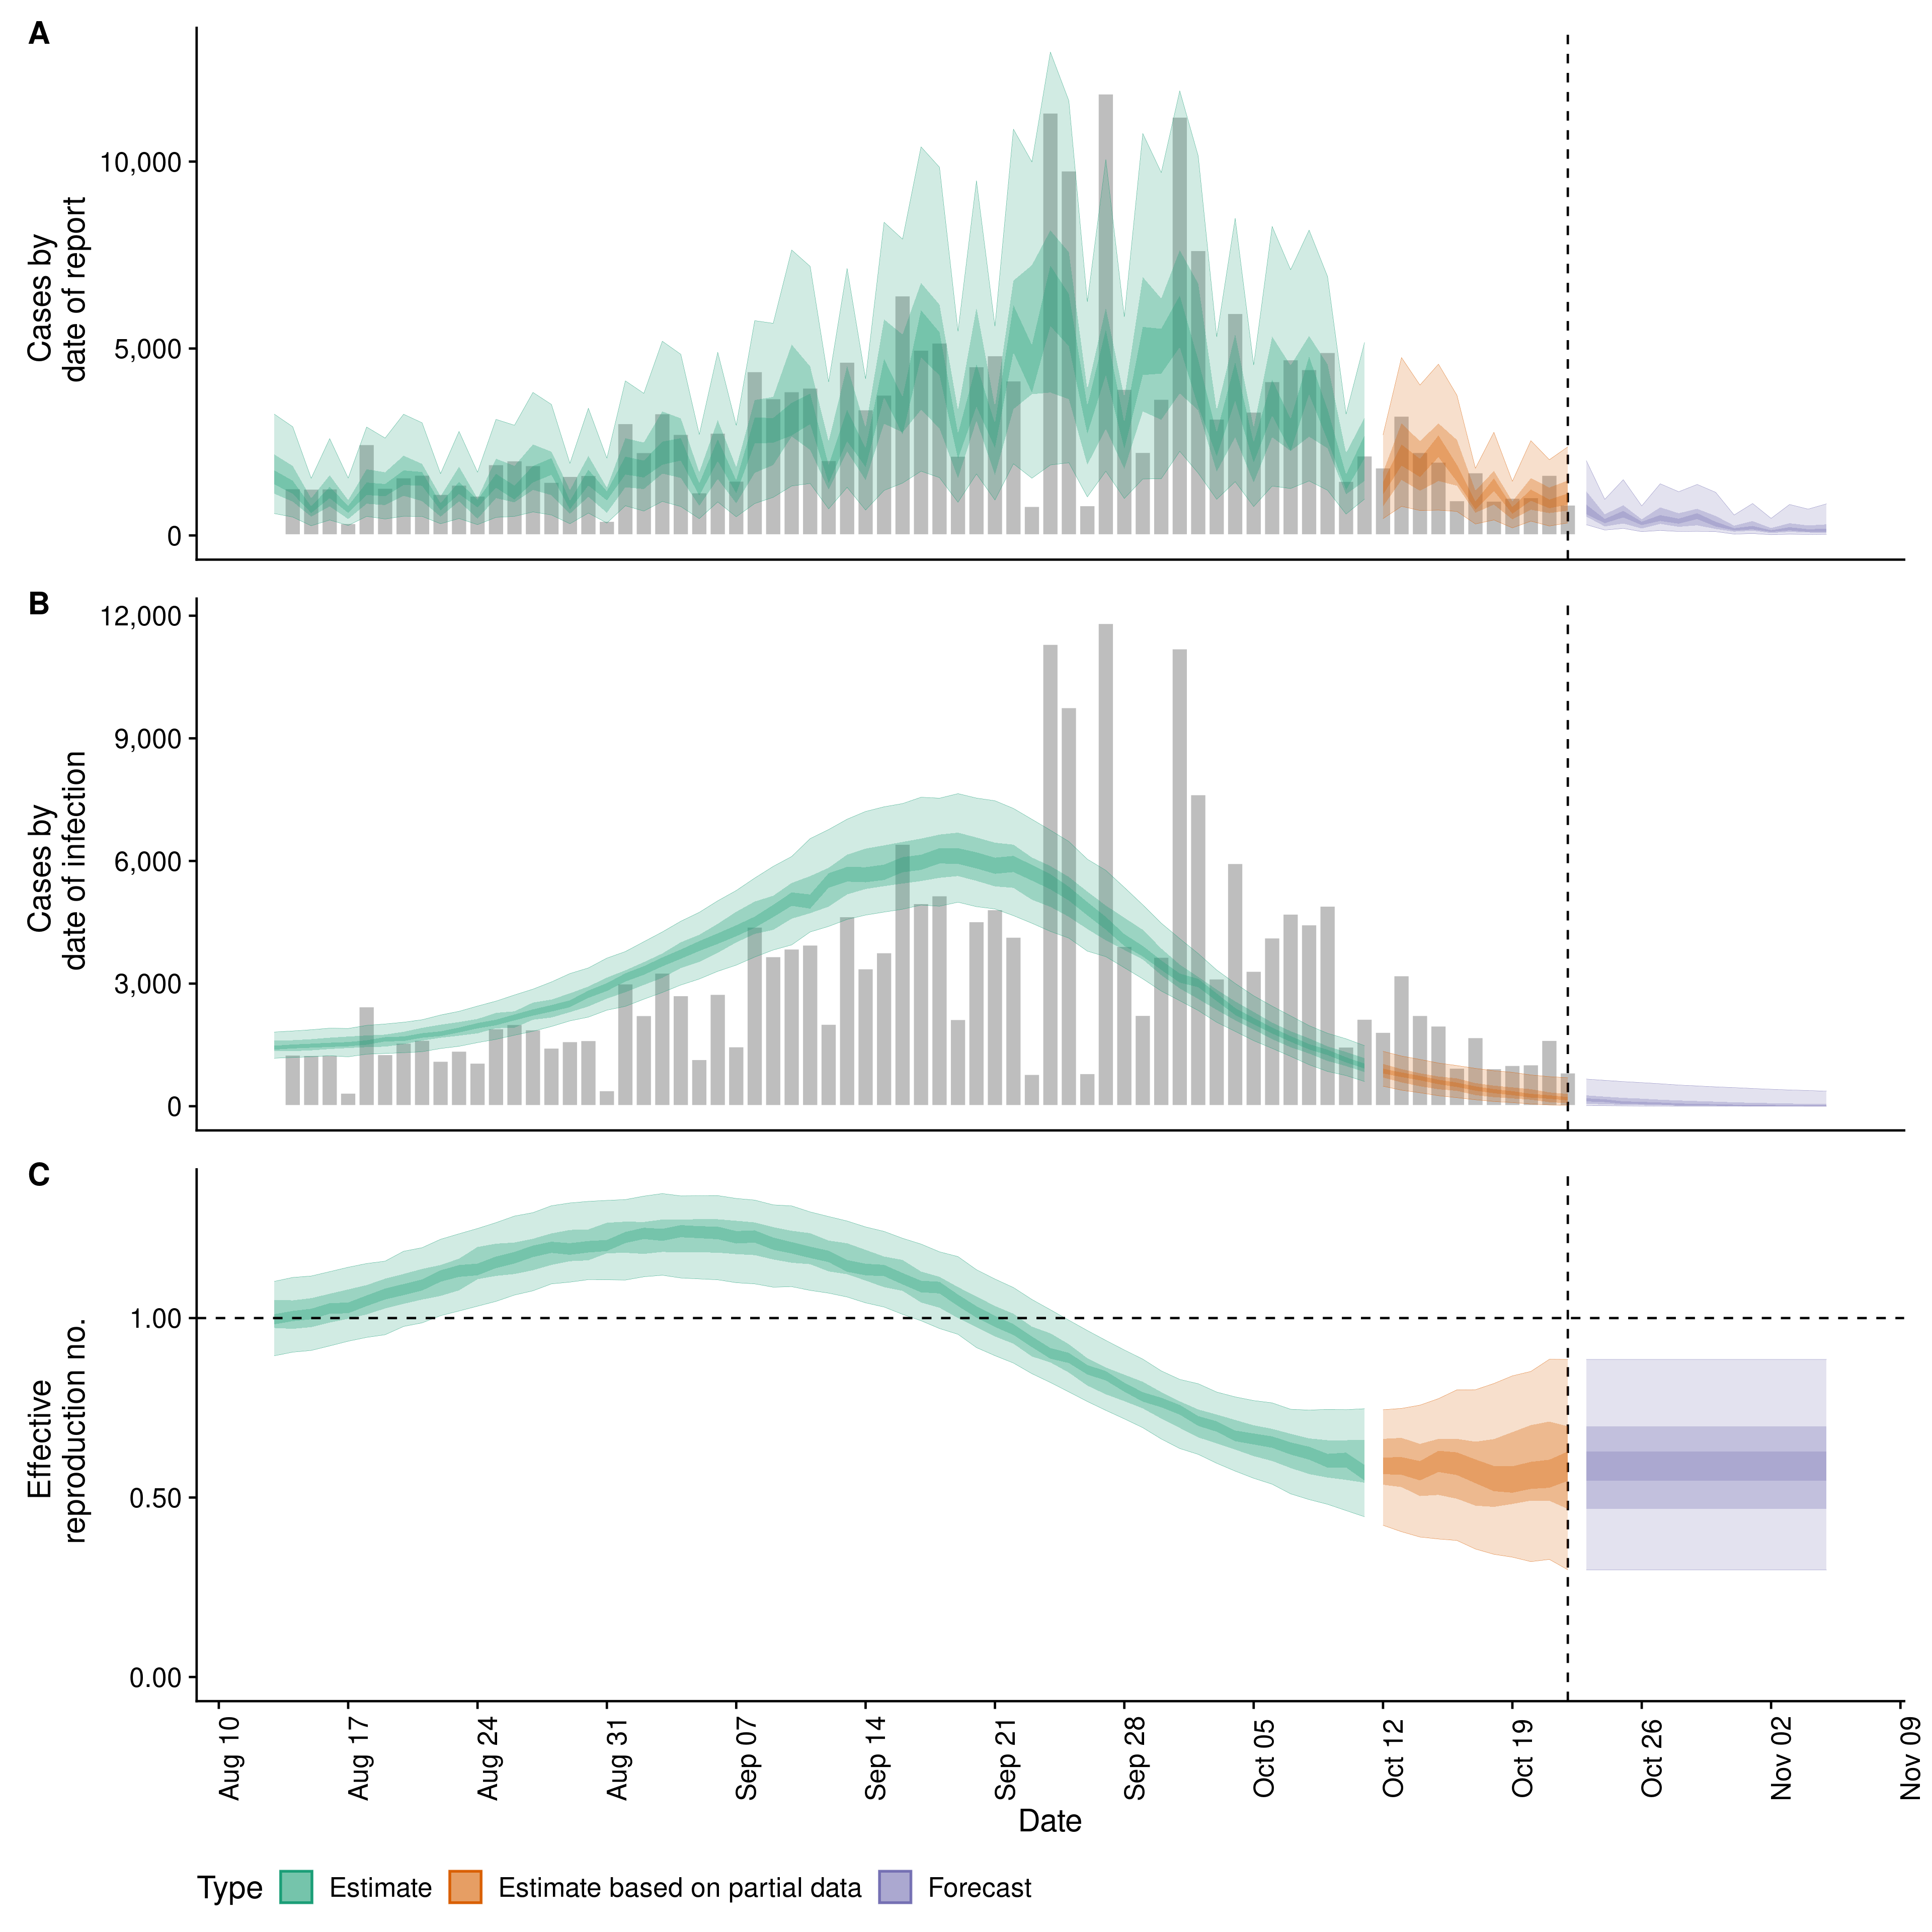 A
Cases by
date of report
10,000
5,000
0
B
Cases by
date of infection
12,000
9,000
6,000
3,000
0
C
Effective
reproduction no.
1.00
0.50
0.00
Aug 10
Aug 17
Aug 24
Aug 31
Sep 07
Sep 14
Sep 21
Sep 28
Oct 05
Oct 12
Oct 19
Oct 26
Nov 02
Nov 09
Date
Type Estimate Estimate based on partial data Forecast